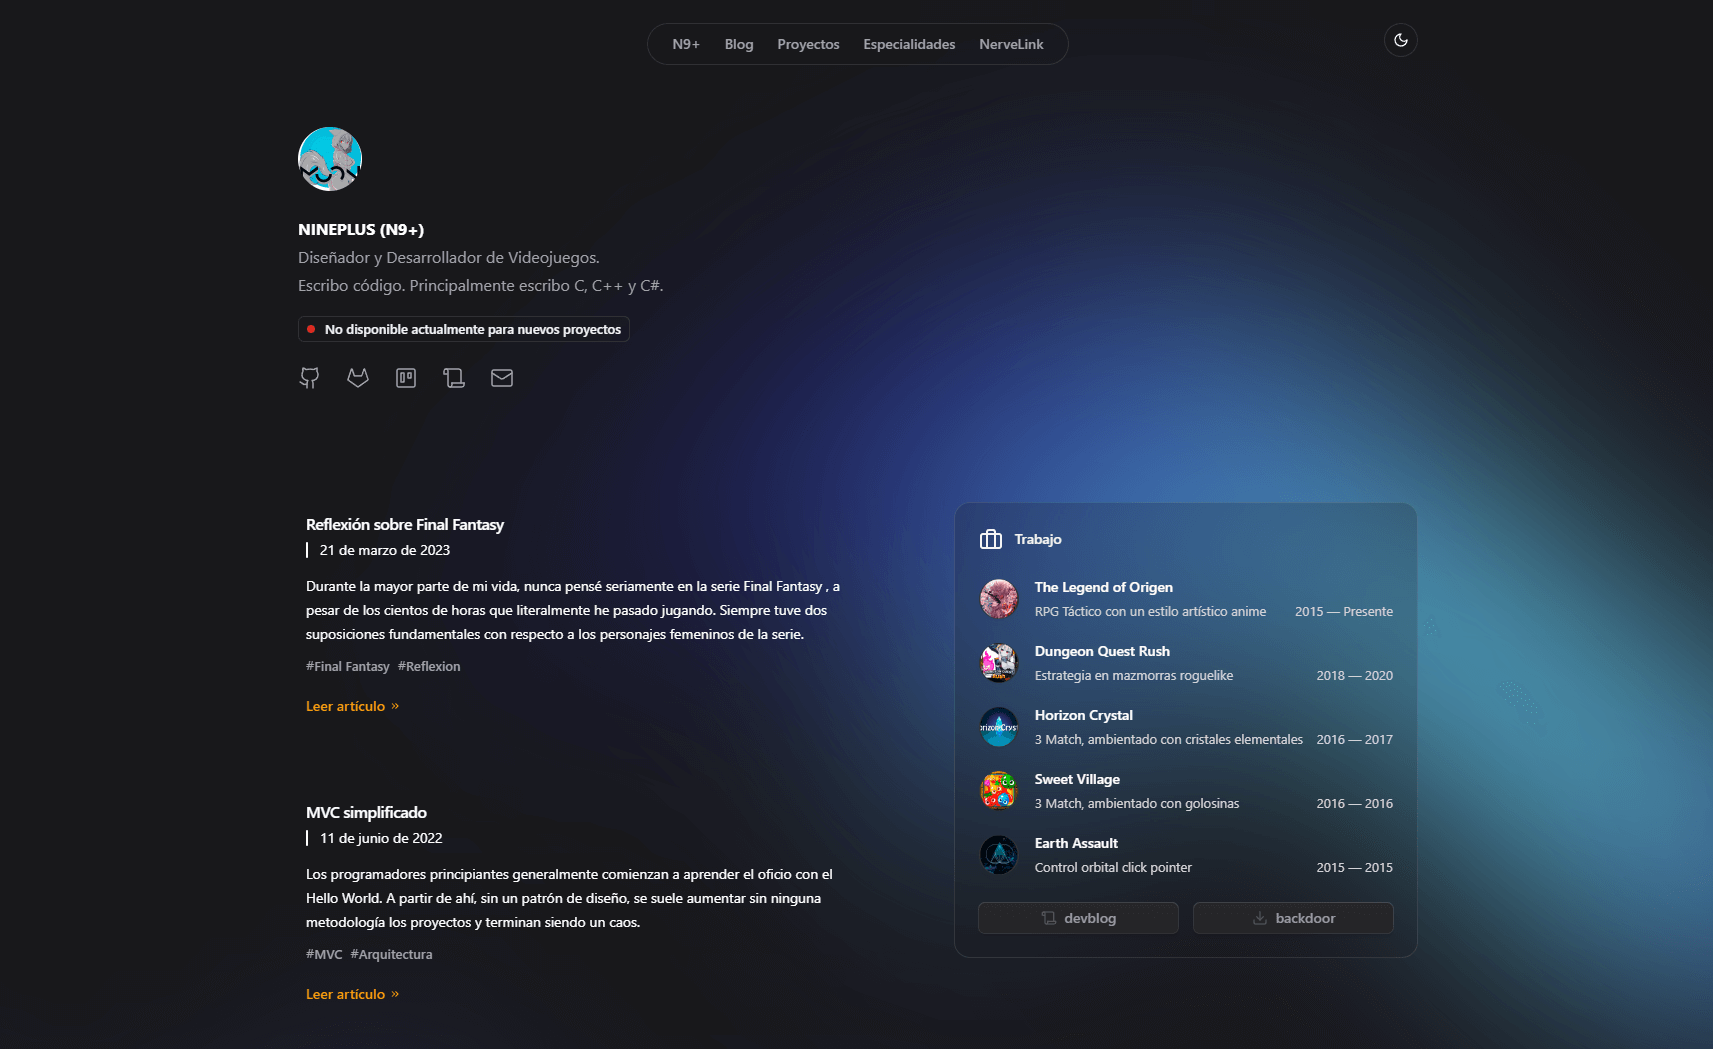 N9+ Blog Proyectos Especialidades NerveLink
NINEPLUS (N9+)
Diseñador y Desarrollador de Videojuegos.
Escribo código. Principalmente escribo C, C++ y C#.
No disponible actualmente para nuevos proyectos
Reflexión sobre Final Fantasy
21 de marzo de 2023
Durante la mayor parte de mi vida, nunca pensé seriamente en la serie Final Fantasy , a
pesar de los cientos de horas que literalmente he pasado jugando. Siempre tuve dos
suposiciones fundamentales con respecto a los personajes femeninos de la serie.
#Final Fantasy #Reflexion
Leer artículo »
MVC simplificado
11 de junio de 2022
Los programadores principiantes generalmente comienzan a aprender el oficio con el
Hello World. A partir de ahí, sin un patrón de diseño, se suele aumentar sin ninguna
metodología los proyectos y terminan siendo un caos.
#MVC #Arquitectura
Leer artículo »
Trabajo
The Legend of Origen
RPG Táctico con un estilo artístico anime 2015 — Presente
Dungeon Quest Rush
Estrategia en mazmorras roguelike 2018 — 2020
Horizon Crystal
3 Match, ambientado con cristales elementales 2016 — 2017
Sweet Village
3 Match, ambientado con golosinas 2016 — 2016
Earth Assault
Control orbital click pointer 2015 — 2015
devblog backdoor